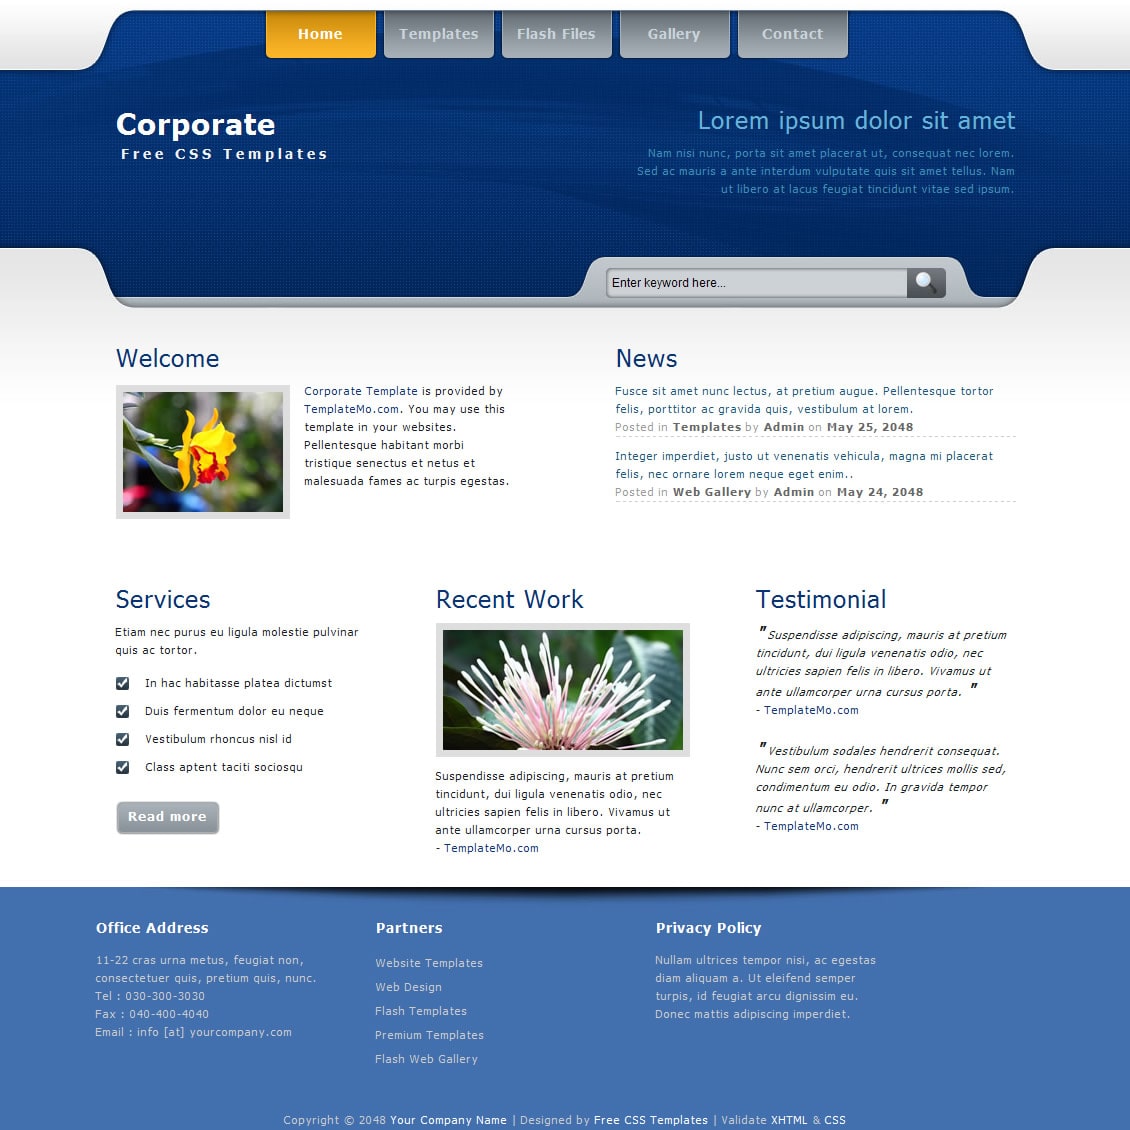 Home
Templates
Flash Files
Gallery
Contact
Corporate
Free CSS Templates
Lorem ipsum dolor sit amet
Nam nisi nunc, porta sit amet placerat ut, consequat nec lorem.
Sed ac mauris a ante interdum vulputate quis sit amet tellus. Nam
ut libero at lacus feugiat tincidunt vitae sed ipsum.
Enter keyword here...
Welcome
Corporate Template is provided by
TemplateMo.com. You may use this
template in your websites.
Pellentesque habitant morbi
tristique senectus et netus et
malesuada fames ac turpis egestas.
News
Fusce sit amet nunc lectus, at pretium augue. Pellentesque tortor
felis, porttitor ac gravida quis, vestibulum at lorem.
Posted in Templates by Admin on May 25, 2048
Integer imperdiet, justo ut venenatis vehicula, magna mi placerat
felis, nec ornare lorem neque eget enim..
Posted in Web Gallery by Admin on May 24, 2048
Services
Etiam nec purus eu ligula molestie pulvinar
quis ac tortor.
In hac habitasse platea dictumst
Duis fermentum dolor eu neque
Vestibulum rhoncus nisl id
Class aptent taciti sociosqu
Read more
Recent Work
Suspendisse adipiscing, mauris at pretium
tincidunt, dui ligula venenatis odio, nec
ultricies sapien felis in libero. Vivamus ut
ante ullamcorper urna cursus porta.
- TemplateMo.com
Testimonial
" Suspendisse adipiscing, mauris at pretium
tincidunt, dui ligula venenatis odio, nec
ultricies sapien felis in libero. Vivamus ut
ante ullamcorper urna cursus porta. "
- TemplateMo.com
" Vestibulum sodales hendrerit consequat.
Nunc sem orci, hendrerit ultrices mollis sed,
condimentum eu odio. In gravida tempor
nunc at ullamcorper. "
- TemplateMo.com
Office Address
11-22 cras urna metus, feugiat non,
consectetuer quis, pretium quis, nunc.
Tel : 030-300-3030
Fax : 040-400-4040
Email : info [at] yourcompany.com
Partners
Website Templates
Web Design
Flash Templates
Premium Templates
Flash Web Gallery
Privacy Policy
Nullam ultrices tempor nisi, ac egestas
diam aliquam a. Ut eleifend semper
turpis, id feugiat arcu dignissim eu.
Donec mattis adipiscing imperdiet.
Copyright © 2048 Your Company Name | Designed by Free CSS Templates | Validate XHTML & CSS